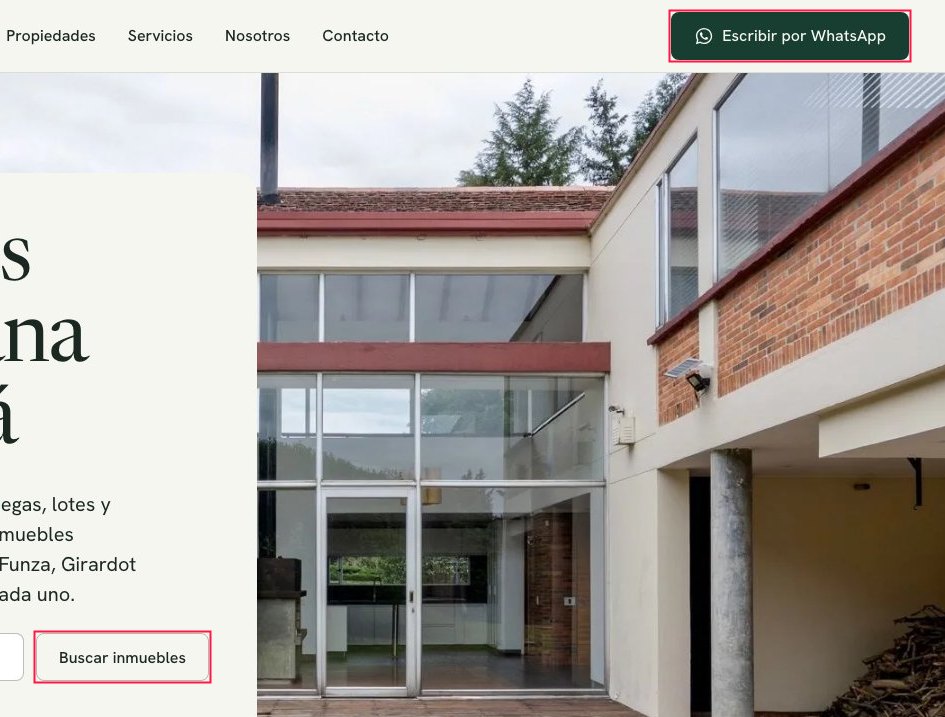 Propiedades Servicios Nosotros Contacto Escribir por WhatsApp
s
na
á
egas, lotes y
muebles
Funza, Girardot
ada uno.
Buscar inmuebles